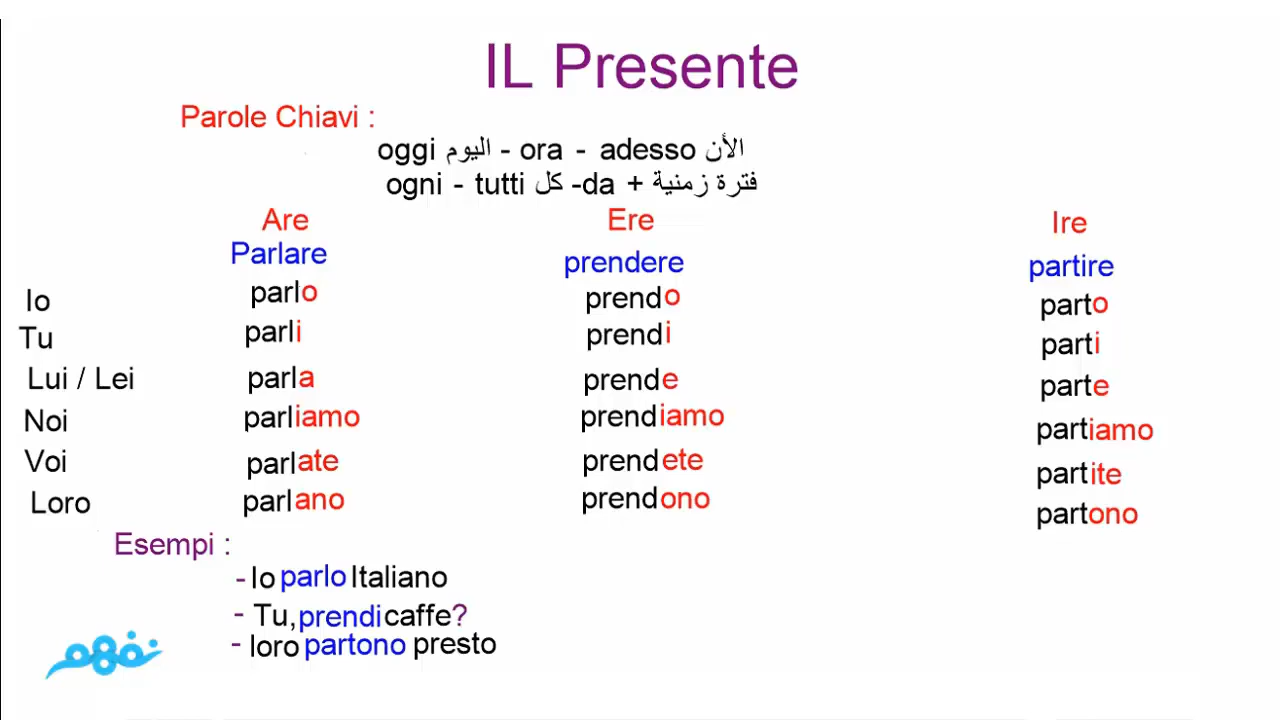 IL Presente
Parole Chiavi :
oggi اليوم - ora - adesso الأن
ogni - tutti كل -da + فترة زمنية
Are Ere Ire
Parlare prendere partire
Io parlo prendo parto
Tu parli prendi parti
Lui / Lei parla prende parte
Noi parliamo prendiamo partiamo
Voi parlate prendete partite
Loro parlano prendono partono
Esempi :
- Io parlo Italiano
- Tu, prendi caffe?
- loro partono presto
نفهم